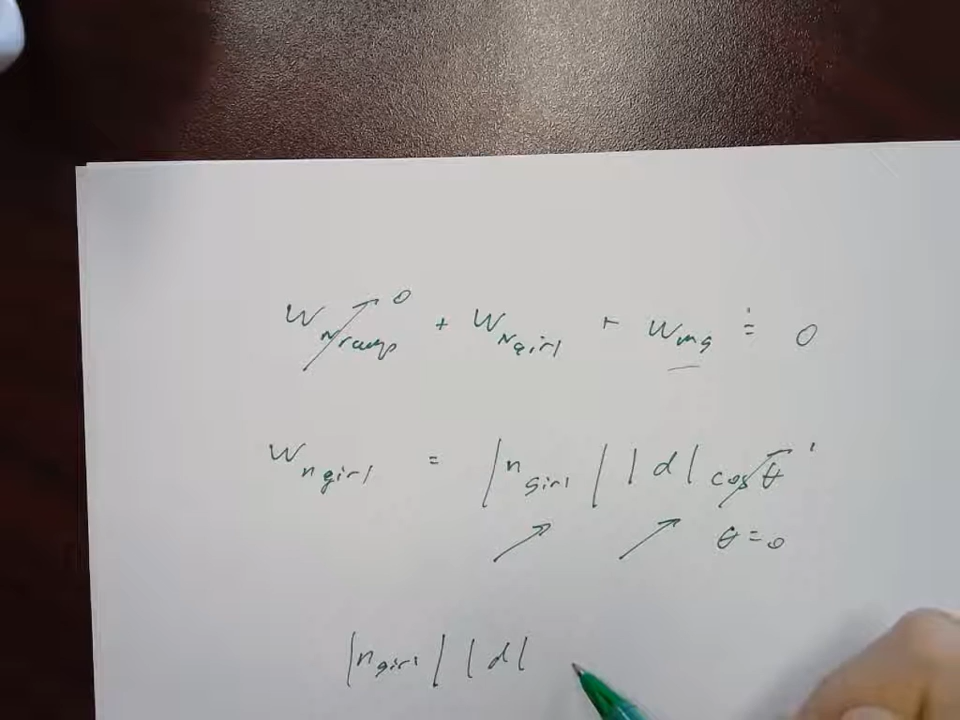 W_N ramp → 0 + W_N girl + W_mg = 0
W_n girl = |n_girl| |d| cos θ → 1
θ = 0
|n_girl| |d|